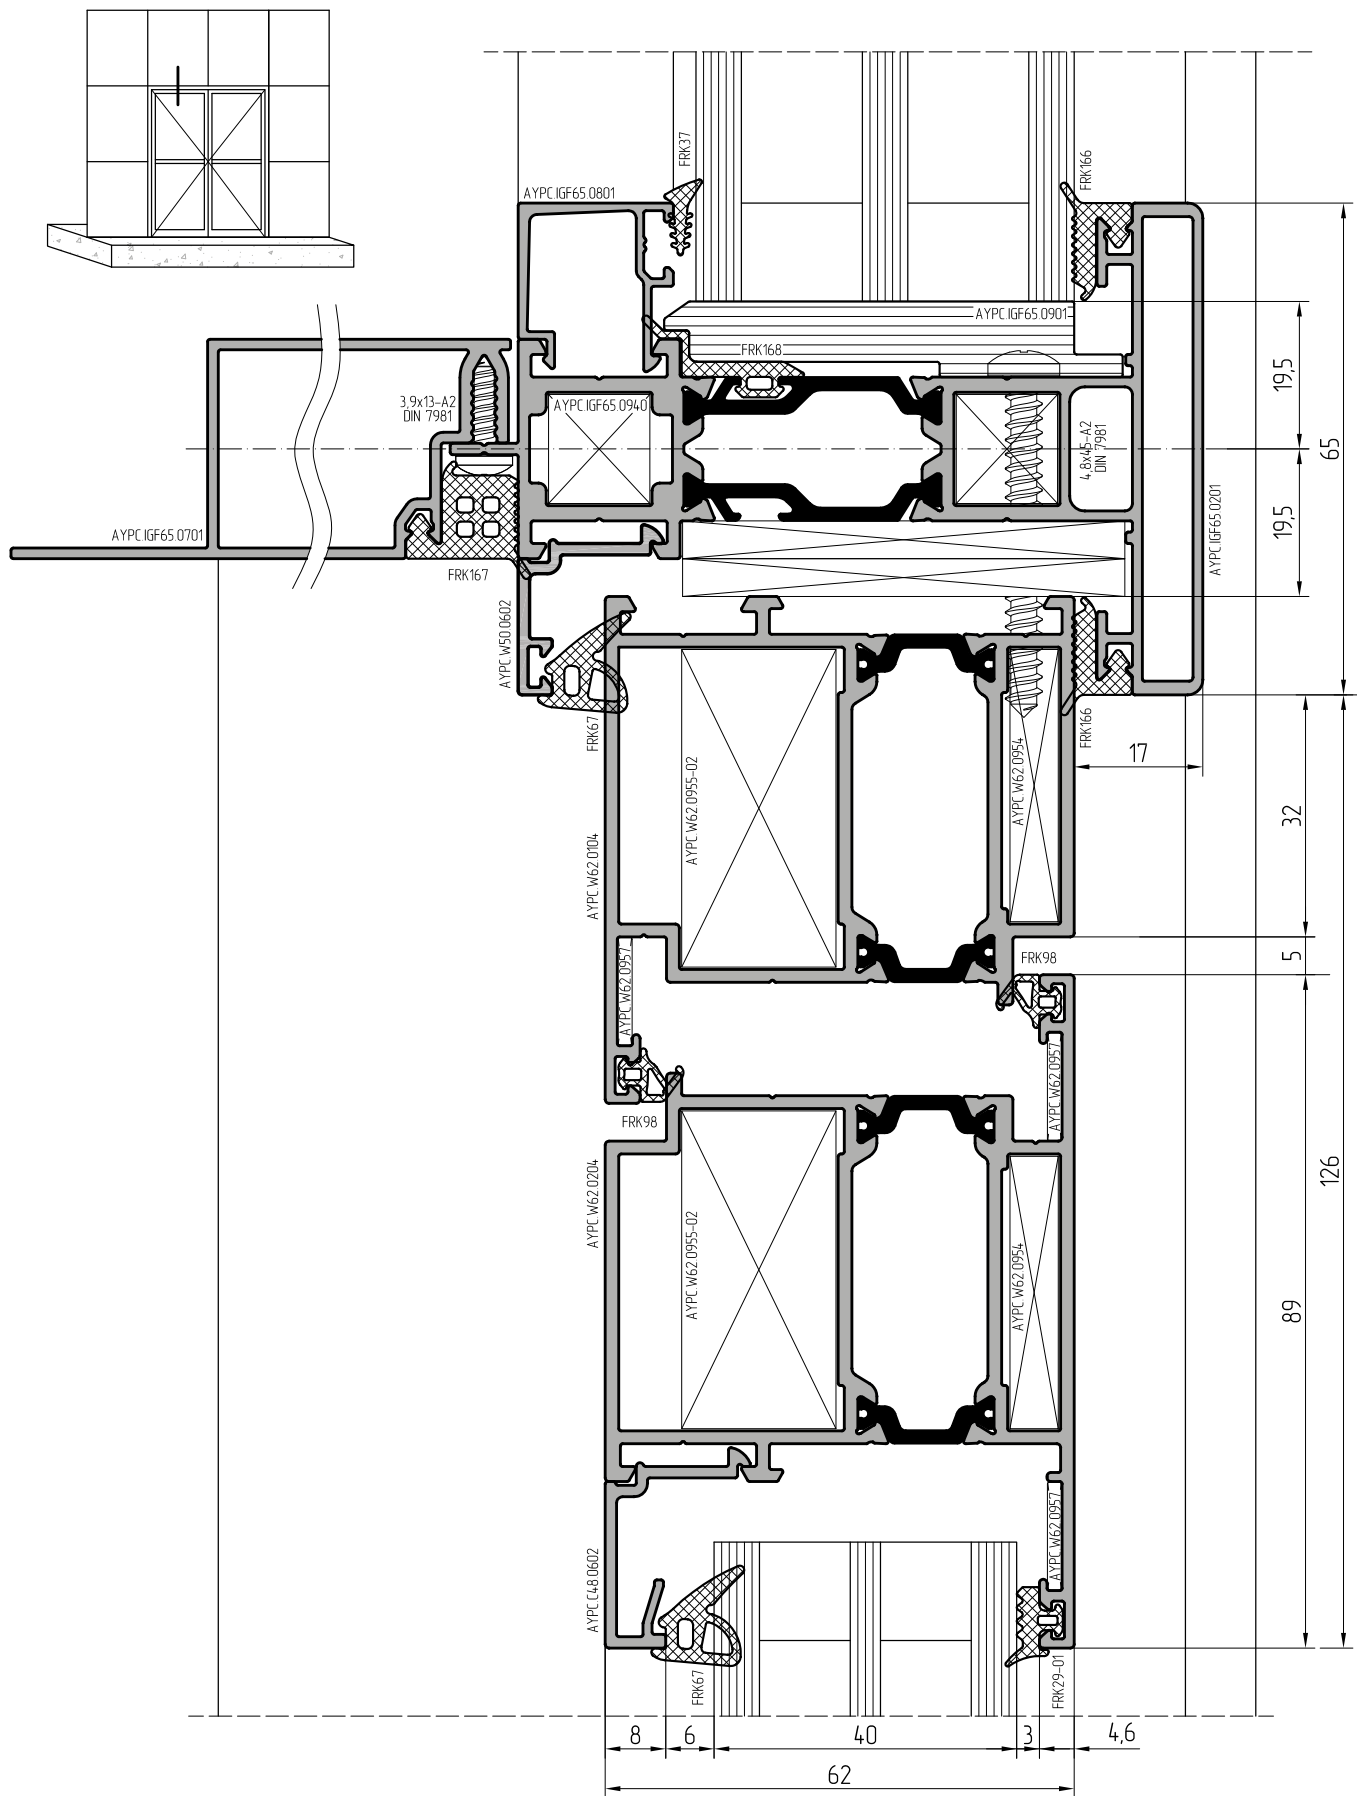 FRK37
FRK166
AYPC.IGF65.0801
AYPC.IGF65.0901
FRK168
19,5
65
3,9x13-A2
DIN 7981
AYPC.IGF65.0940
4.8x45-A2
DIN 7981
AYPC.IGF65.0701
FRK167
19,5
AYPC.IGF65.0201
AYPC.W50.0602
FRK67
FRK166
17
AYPC.W62.0955-02
AYPC.W62.0954
32
AYPC.W62.0104
AYPC.W62.0957
FRK98
5
AYPC.W62.0957
FRK98
AYPC.W62.0204
AYPC.W62.0955-02
AYPC.W62.0954
126
89
AYPC.C48.0602
AYPC.W62.0957
FRK67
FRK29-01
8
6
40
3
4,6
62